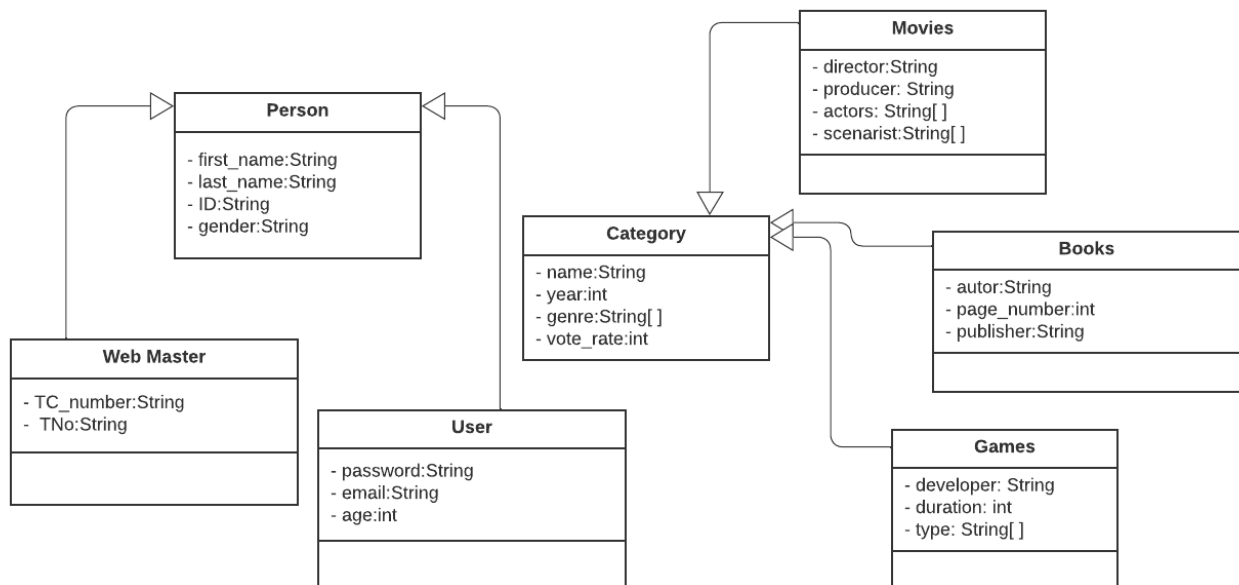 Movies
- director:String
- producer: String
- actors: String[ ]
- scenarist:String[ ]
Person
- first_name:String
- last_name:String
- ID:String
- gender:String
Category
- name:String
- year:int
- genre:String[ ]
- vote_rate:int
Books
- autor:String
- page_number:int
- publisher:String
Web Master
- TC_number:String
- TNo:String
User
- password:String
- email:String
- age:int
Games
- developer: String
- duration: int
- type: String[ ]